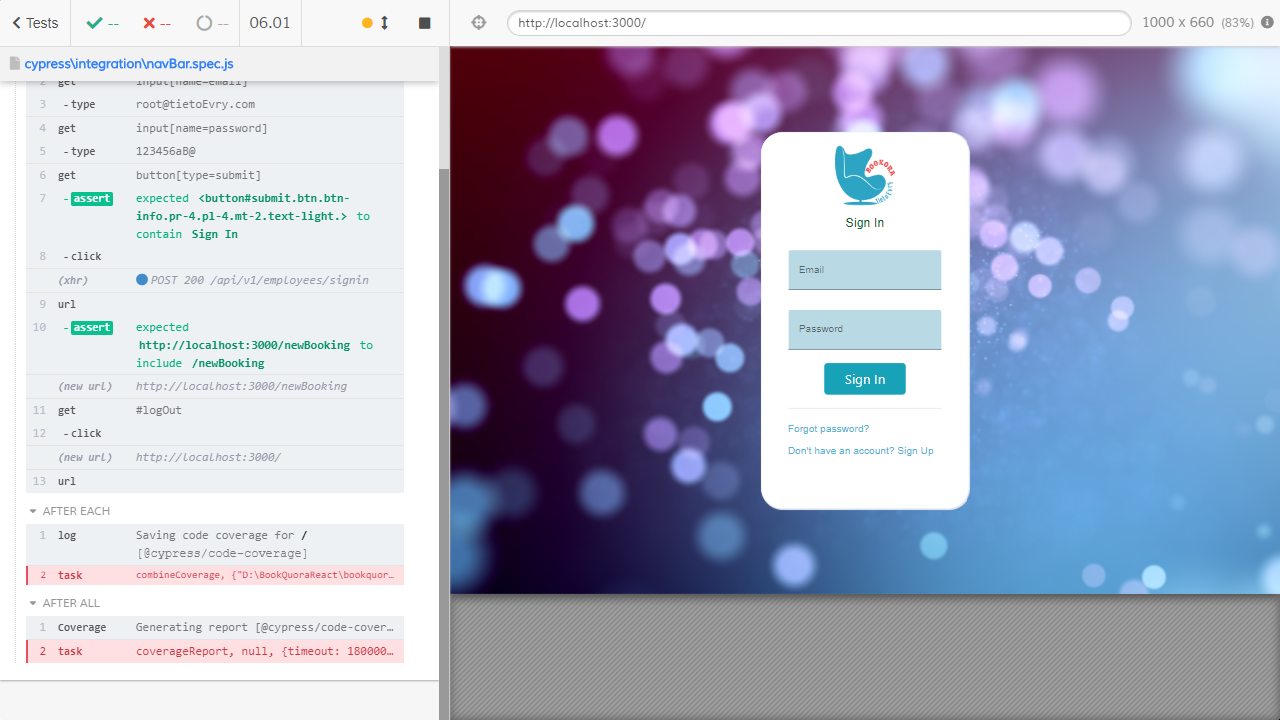 Tests
--
--
--
06.01
http://localhost:3000/
1000 x 660 (83%)
cypress\integration\navBar.spec.js
2 get input[name=email]
3 -type root@tietoEvry.com
4 get input[name=password]
5 -type 123456aB@
6 get button[type=submit]
7 -assert expected <button#submit.btn.btn-
info.pr-4.pl-4.mt-2.text-light.> to
contain Sign In
8 -click
(xhr) POST 200 /api/v1/employees/signin
9 url
10 -assert expected
http://localhost:3000/newBooking to
include /newBooking
(new url) http://localhost:3000/newBooking
11 get #logOut
12 -click
(new url) http://localhost:3000/
13 url
AFTER EACH
1 log Saving code coverage for /
[@cypress/code-coverage]
2 task combineCoverage, {"D:\BookQuoraReact\bookquor…
AFTER ALL
1 Coverage Generating report [@cypress/code-cover…
2 task coverageReport, null, {timeout: 180000…
BOOKORA
Sign In
Email
Password
Sign In
Forgot password?
Don't have an account? Sign Up